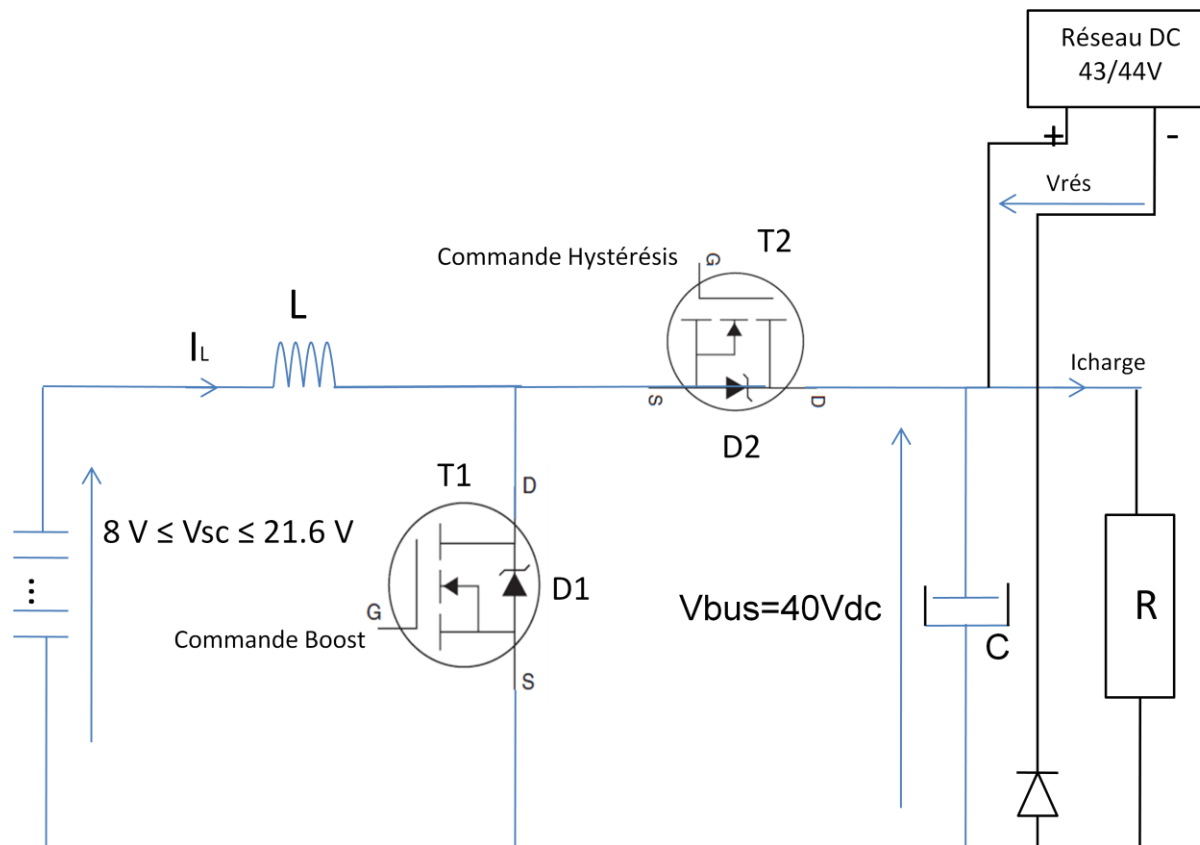 Réseau DC
43/44V
+
-
Vrés
T2
Commande Hystérésis
G
L
IL
Icharge
S
D
D2
T1
D
8 V ≤ Vsc ≤ 21.6 V
...
D1
Vbus=40Vdc
R
G
Commande Boost
C
S